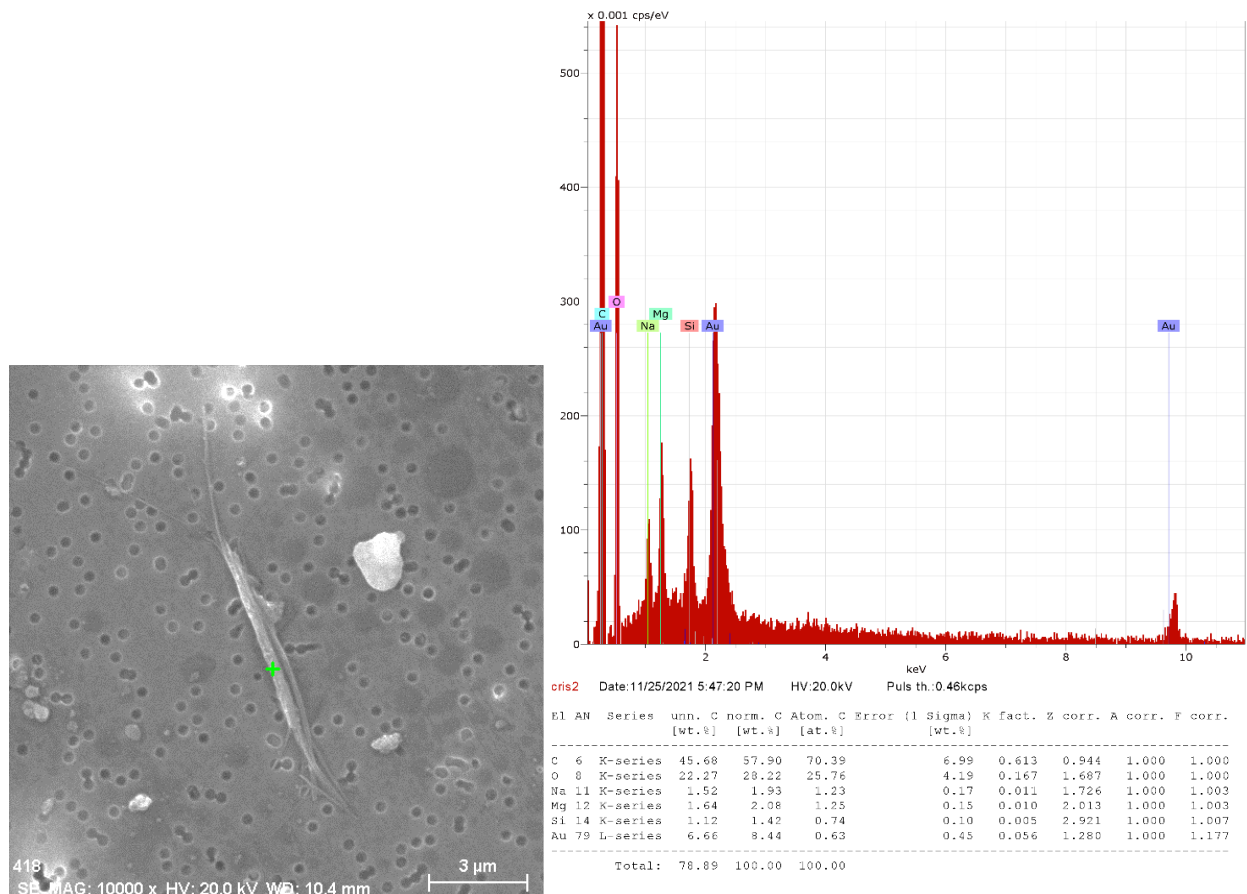 x 0.001 cps/eV
500
400
300
200
100
0
C
O
Mg
Au
Na
Si
Au
Au
2
4
6
8
10
keV
cris2 Date:11/25/2021 5:47:20 PM HV:20.0kV Puls th.:0.46kcps
El AN Series unn. C norm. C Atom. C Error (1 Sigma) K fact. Z corr. A corr. F corr.
[wt.%] [wt.%] [at.%] [wt.%]
C 6 K-series 45.68 57.90 70.39 6.99 0.613 0.944 1.000 1.000
O 8 K-series 22.27 28.22 25.76 4.19 0.167 1.687 1.000 1.000
Na 11 K-series 1.52 1.93 1.23 0.17 0.011 1.726 1.000 1.003
Mg 12 K-series 1.64 2.08 1.25 0.15 0.010 2.013 1.000 1.003
Si 14 K-series 1.12 1.42 0.74 0.10 0.005 2.921 1.000 1.007
Au 79 L-series 6.66 8.44 0.63 0.45 0.056 1.280 1.000 1.177
Total: 78.89 100.00 100.00
418
SE MAG: 10000 x HV: 20.0 kV WD: 10.4 mm
3 µm